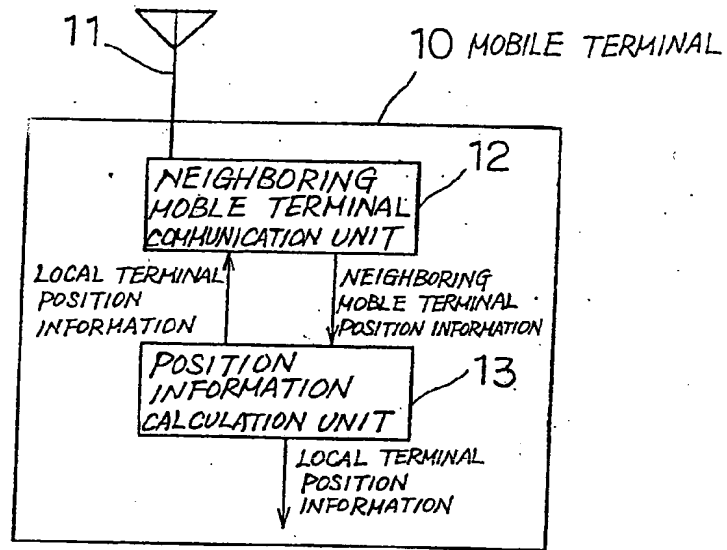 11
10 MOBILE TERMINAL
12
NEIGHBORING
MOBLE TERMINAL
COMMUNICATION UNIT
LOCAL TERMINAL
POSITION
INFORMATION
NEIGHBORING
MOBLE TERMINAL
POSITION INFORMATION
13
POSITION
INFORMATION
CALCULATION UNIT
LOCAL TERMINAL
POSITION
INFORMATION